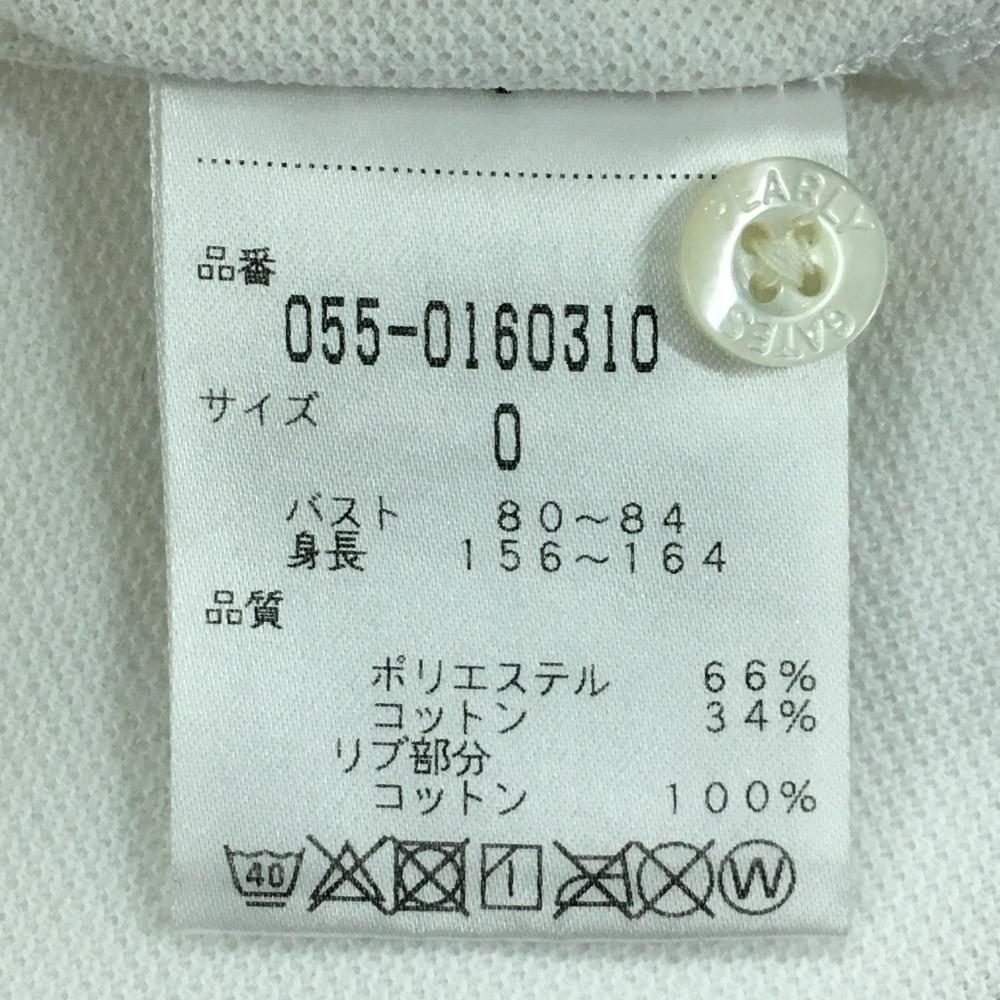 PEARLY
GATES
品番
055-0160310
サイズ
0
バスト 80~84
身長 156~164
品質
ポリエステル 66%
コットン 34%
リブ部分
コットン 100%
40 1 W